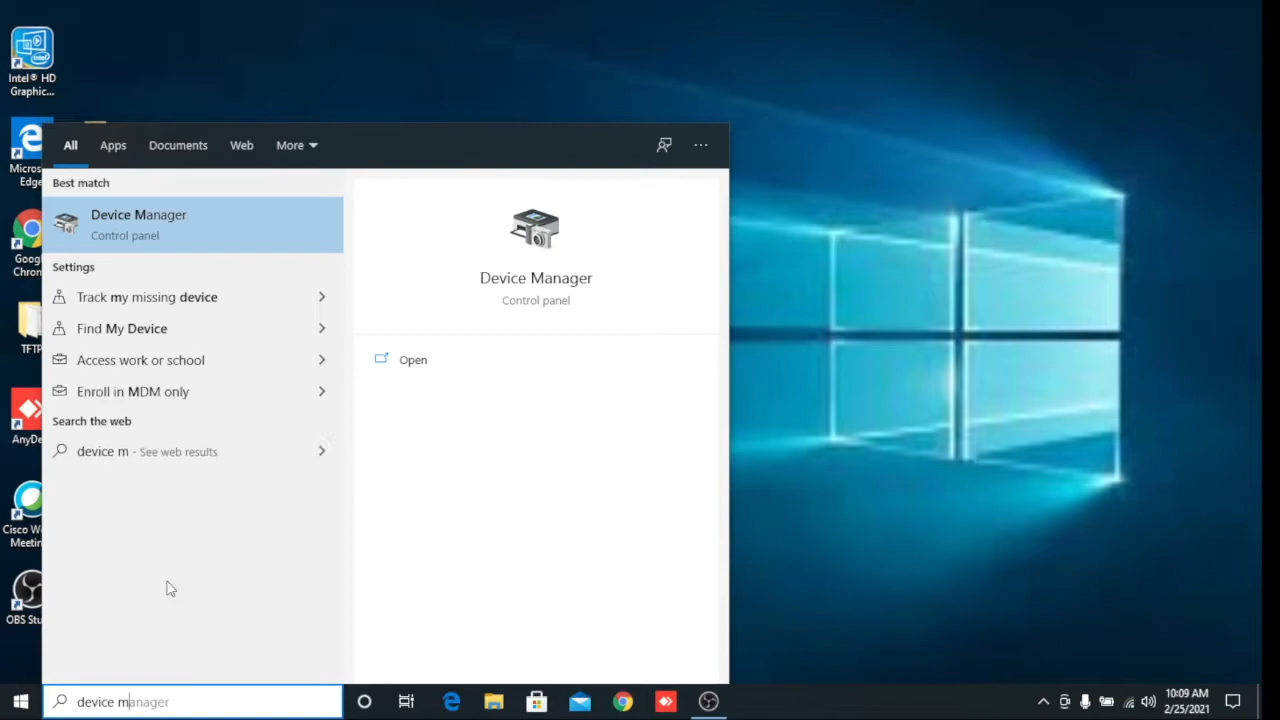 Intel® HD
Graphic...
Micros
Edge
Googl
Chron
TFTP
AnyDe
Cisco W
Meetin
OBS Stu
All
Apps
Documents
Web
More
Best match
Device Manager
Control panel
Settings
Track my missing device
Find My Device
Access work or school
Enroll in MDM only
Search the web
device m - See web results
Device Manager
Control panel
Open
device manager
10:09 AM
2/25/2021